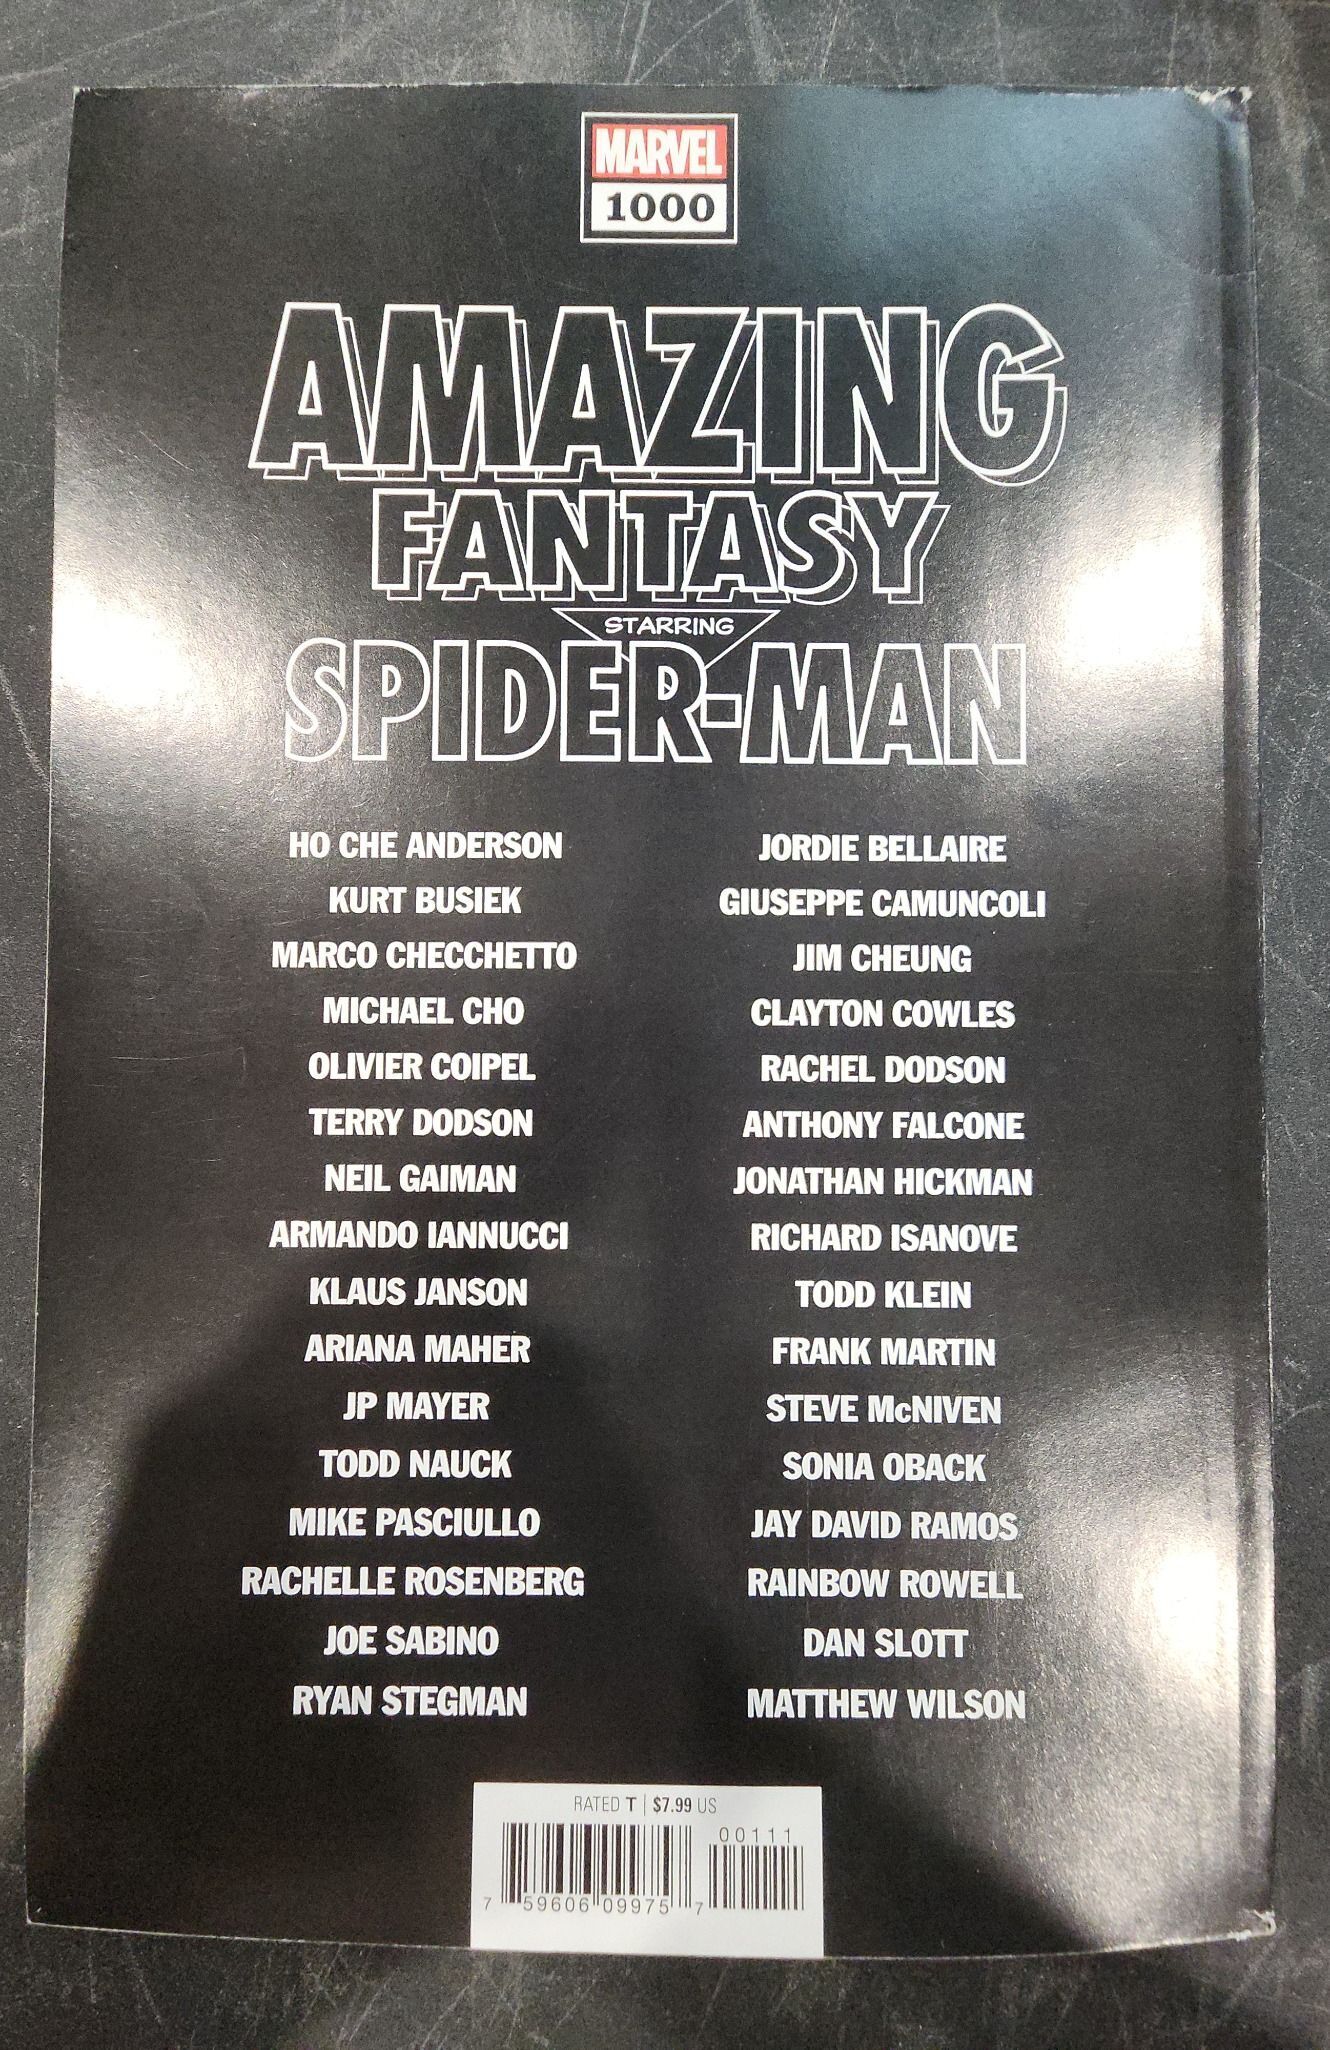 MARVEL
1000
AMAZING
FANTASY
STARRING
SPIDER-MAN
HO CHE ANDERSON
KURT BUSIEK
MARCO CHECCHETTO
MICHAEL CHO
OLIVIER COIPEL
TERRY DODSON
NEIL GAIMAN
ARMANDO IANNUCCI
KLAUS JANSON
ARIANA MAHER
JP MAYER
TODD NAUCK
MIKE PASCIULLO
RACHELLE ROSENBERG
JOE SABINO
RYAN STEGMAN
JORDIE BELLAIRE
GIUSEPPE CAMUNCOLI
JIM CHEUNG
CLAYTON COWLES
RACHEL DODSON
ANTHONY FALCONE
JONATHAN HICKMAN
RICHARD ISANOVE
TODD KLEIN
FRANK MARTIN
STEVE McNIVEN
SONIA OBACK
JAY DAVID RAMOS
RAINBOW ROWELL
DAN SLOTT
MATTHEW WILSON
RATED T | $7.99 US
00111
7 59606 09975 7